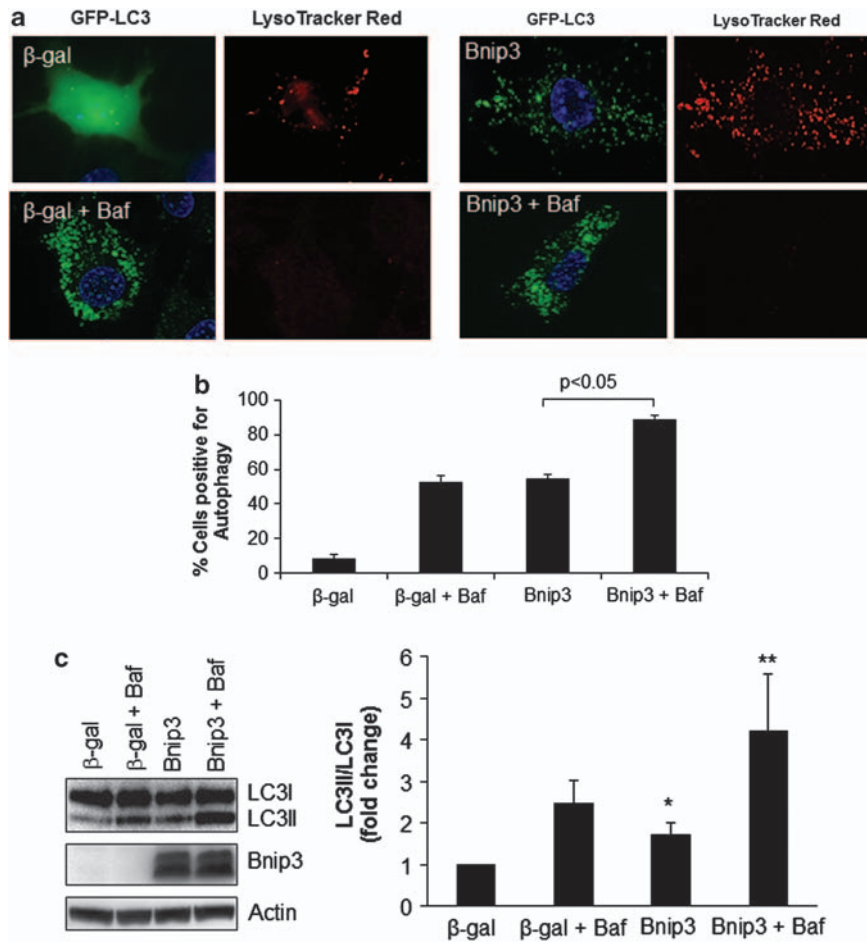 a
GFP-LC3 LysoTracker Red GFP-LC3 LysoTracker Red
β-gal Bnip3
β-gal + Baf Bnip3 + Baf
b
p<0.05
% Cells positive for
Autophagy
100
80
60
40
20
0
β-gal β-gal + Baf Bnip3 Bnip3 + Baf
c
β-gal
β-gal + Baf
Bnip3
Bnip3 + Baf
LC3I
LC3II
Bnip3
Actin
LC3II/LC3I
(fold change)
6
5
4
3
2
1
0
*
**
β-gal β-gal + Baf Bnip3 Bnip3 + Baf